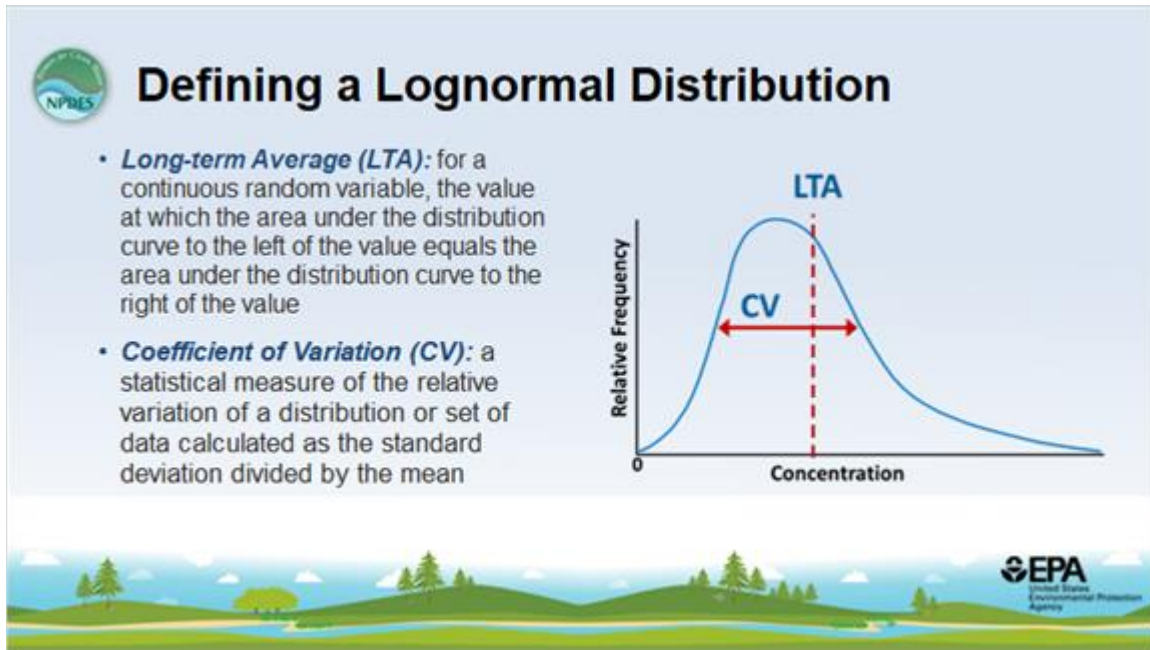 NPDES
Defining a Lognormal Distribution
• Long-term Average (LTA): for a
continuous random variable, the value
at which the area under the distribution
curve to the left of the value equals the
area under the distribution curve to the
right of the value
• Coefficient of Variation (CV): a
statistical measure of the relative
variation of a distribution or set of
data calculated as the standard
deviation divided by the mean
LTA
CV
Relative Frequency
0
Concentration
EPA
United States
Environmental Protection
Agency